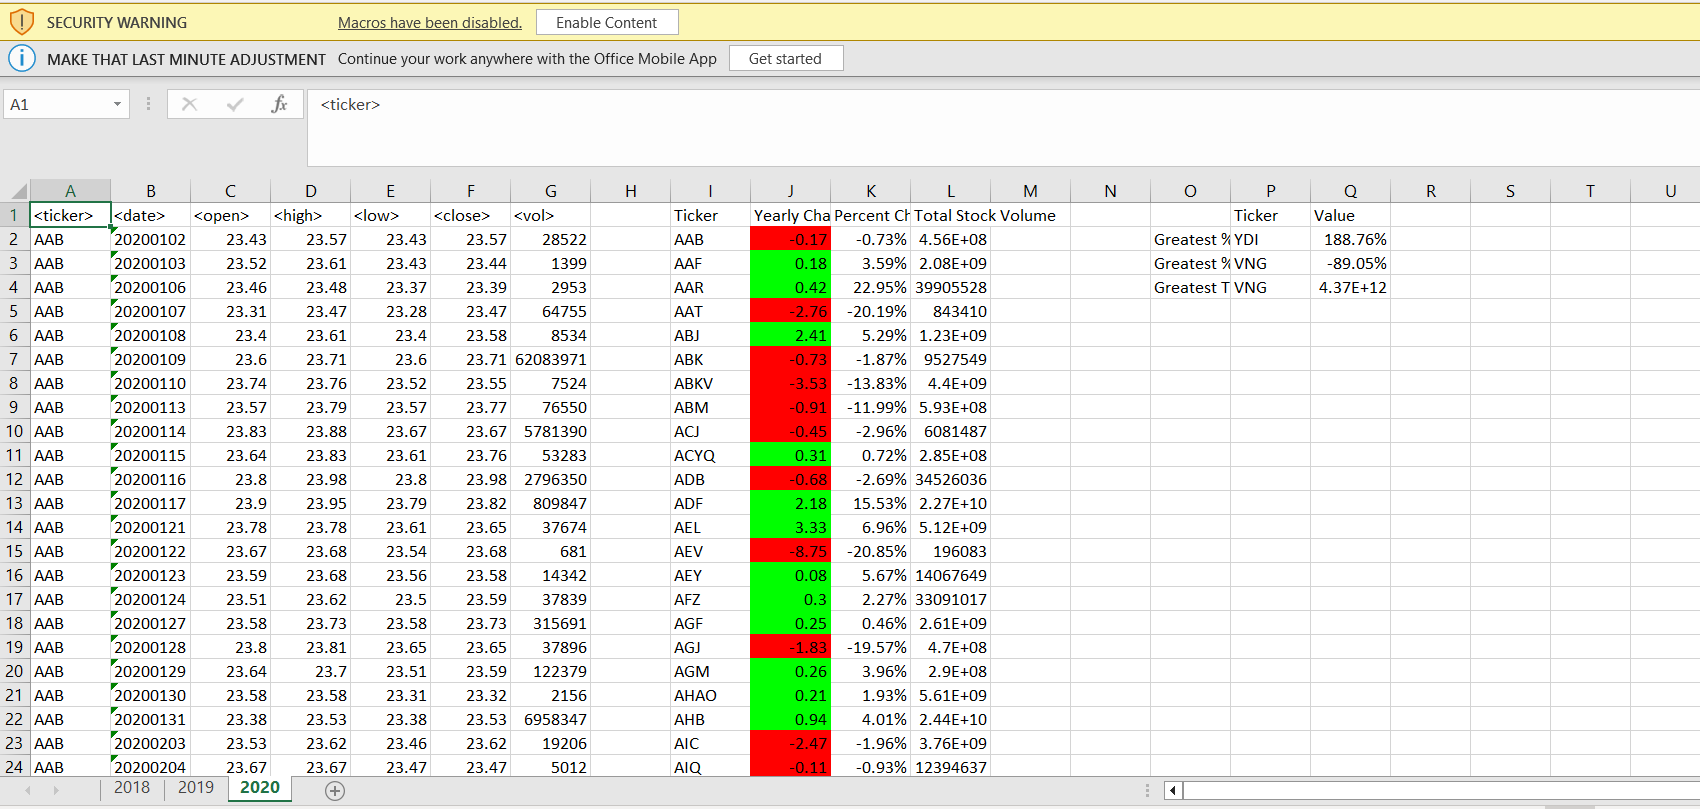 SECURITY WARNING Macros have been disabled. Enable Content
MAKE THAT LAST MINUTE ADJUSTMENT Continue your work anywhere with the Office Mobile App Get started
A1 fx <ticker>
A B C D E F G H I J K L M N O P Q R S T U
1 <ticker> <date> <open> <high> <low> <close> <vol> Ticker Yearly Cha Percent Ch Total Stock Volume Ticker Value
2 AAB 20200102 23.43 23.57 23.43 23.57 28522 AAB -0.17 -0.73% 4.56E+08 Greatest % YDI 188.76%
3 AAB 20200103 23.52 23.61 23.43 23.44 1399 AAF 0.18 3.59% 2.08E+09 Greatest % VNG -89.05%
4 AAB 20200106 23.46 23.48 23.37 23.39 2953 AAR 0.42 22.95% 39905528 Greatest T VNG 4.37E+12
5 AAB 20200107 23.31 23.47 23.28 23.47 64755 AAT -2.76 -20.19% 843410
6 AAB 20200108 23.4 23.61 23.4 23.58 8534 ABJ 2.41 5.29% 1.23E+09
7 AAB 20200109 23.6 23.71 23.6 23.71 62083971 ABK -0.73 -1.87% 9527549
8 AAB 20200110 23.74 23.76 23.52 23.55 7524 ABKV -3.53 -13.83% 4.4E+09
9 AAB 20200113 23.57 23.79 23.57 23.77 76550 ABM -0.91 -11.99% 5.93E+08
10 AAB 20200114 23.83 23.88 23.67 23.67 5781390 ACJ -0.45 -2.96% 6081487
11 AAB 20200115 23.64 23.83 23.61 23.76 53283 ACYQ 0.31 0.72% 2.85E+08
12 AAB 20200116 23.8 23.98 23.8 23.98 2796350 ADB -0.68 -2.69% 34526036
13 AAB 20200117 23.9 23.95 23.79 23.82 809847 ADF 2.18 15.53% 2.27E+10
14 AAB 20200121 23.78 23.78 23.61 23.65 37674 AEL 3.33 6.96% 5.12E+09
15 AAB 20200122 23.67 23.68 23.54 23.68 681 AEV -8.75 -20.85% 196083
16 AAB 20200123 23.59 23.68 23.56 23.58 14342 AEY 0.08 5.67% 14067649
17 AAB 20200124 23.51 23.62 23.5 23.59 37839 AFZ 0.3 2.27% 33091017
18 AAB 20200127 23.58 23.73 23.58 23.73 315691 AGF 0.25 0.46% 2.61E+09
19 AAB 20200128 23.8 23.81 23.65 23.65 37896 AGJ -1.83 -19.57% 4.7E+08
20 AAB 20200129 23.64 23.7 23.51 23.59 122379 AGM 0.26 3.96% 2.9E+08
21 AAB 20200130 23.58 23.58 23.31 23.32 2156 AHAO 0.21 1.93% 5.61E+09
22 AAB 20200131 23.38 23.53 23.38 23.53 6958347 AHB 0.94 4.01% 2.44E+10
23 AAB 20200203 23.53 23.62 23.46 23.62 19206 AIC -2.47 -1.96% 3.76E+09
24 AAB 20200204 23.67 23.67 23.47 23.47 5012 AIQ -0.11 -0.93% 12394637
2018 2019 2020